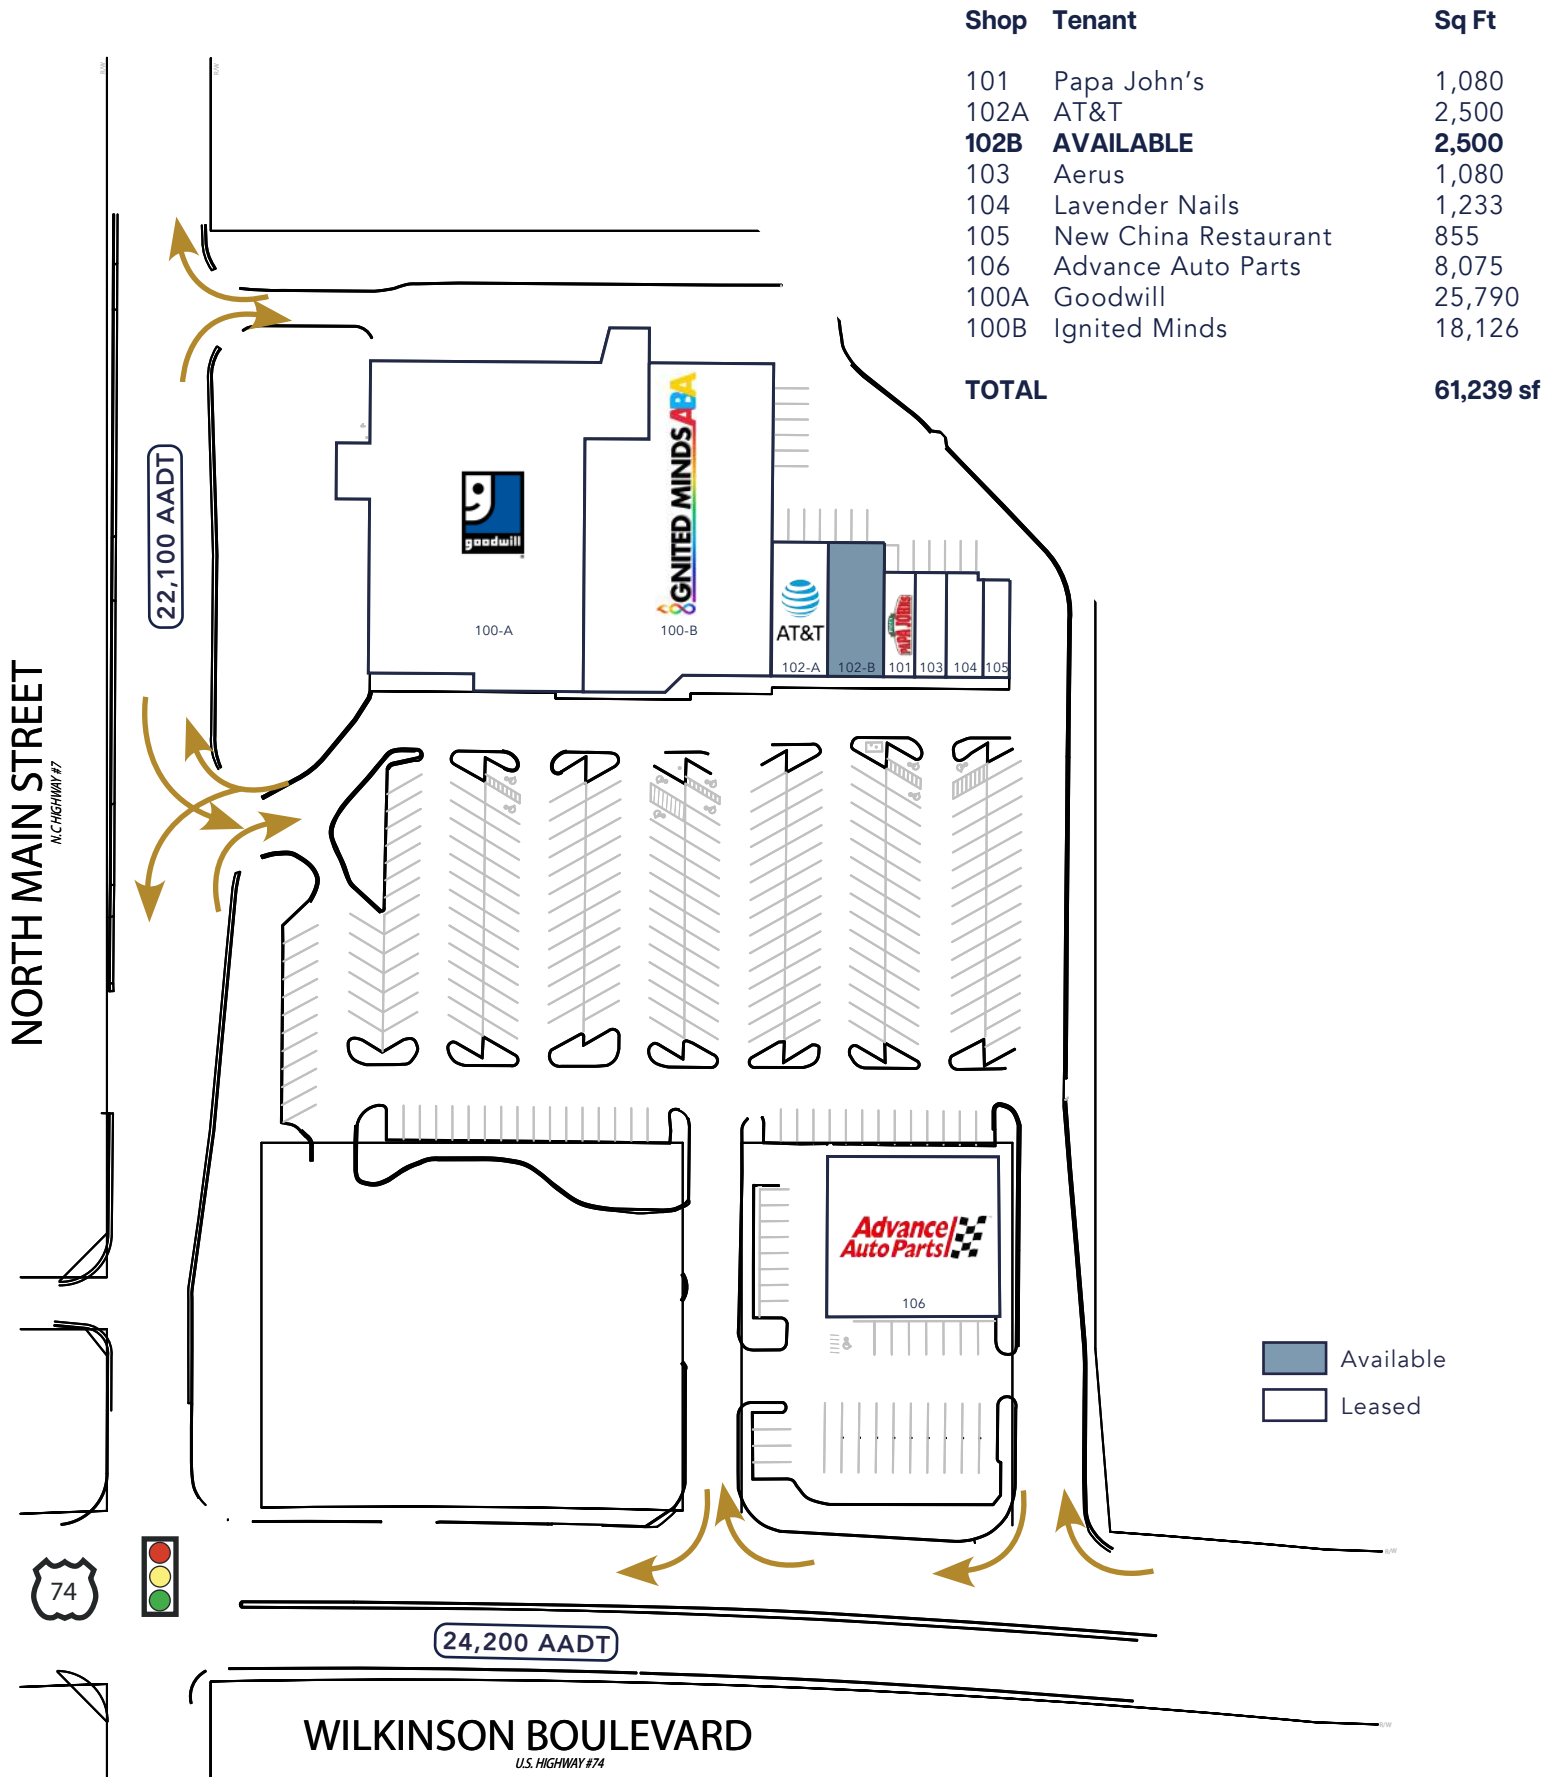 Shop Tenant Sq Ft
101 Papa John's 1,080
102A AT&T 2,500
102B AVAILABLE 2,500
103 Aerus 1,080
104 Lavender Nails 1,233
105 New China Restaurant 855
106 Advance Auto Parts 8,075
100A Goodwill 25,790
100B Ignited Minds 18,126
TOTAL 61,239 sf
R/W
R/W
22,100 AADT
NORTH MAIN STREET
N.C HIGHWAY #7
goodwill
100-A
IGNITED MINDS ABA
100-B
AT&T
102-A
102-B
PAPA JOHNS
101
103
104
105
Advance
Auto Parts
106
Available
Leased
R/W
74
24,200 AADT
R/W
WILKINSON BOULEVARD
U.S. HIGHWAY #74